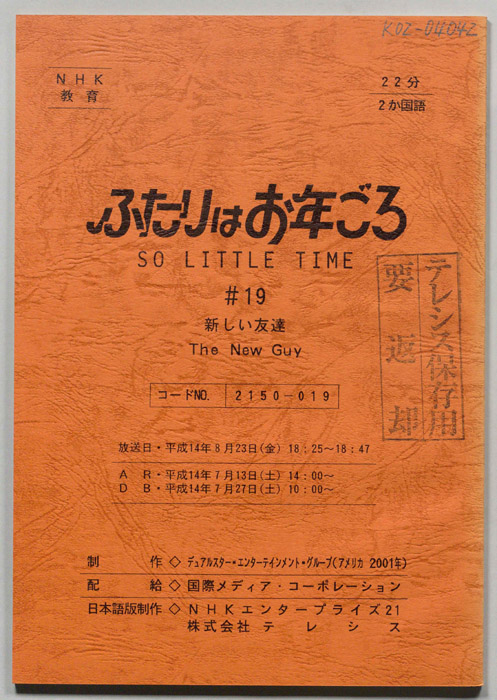 K02-04042
NHK
教育
22分
2か国語
ふたりはお年ごろ
SO LITTLE TIME
#19
新しい友達
The New Guy
コードNO. 2150-019
テレシス保存用
要返却
放送日・平成14年8月23日(金) 18:25~18:47
AR・平成14年7月13日(土) 14:00~
DB・平成14年7月27日(土) 10:00~
制作◇デュアルスター・エンターテインメント・グループ(アメリカ 2001年)
配給◇国際メディア・コーポレーション
日本語版制作◇NHKエンタープライズ21
株式会社テレシス